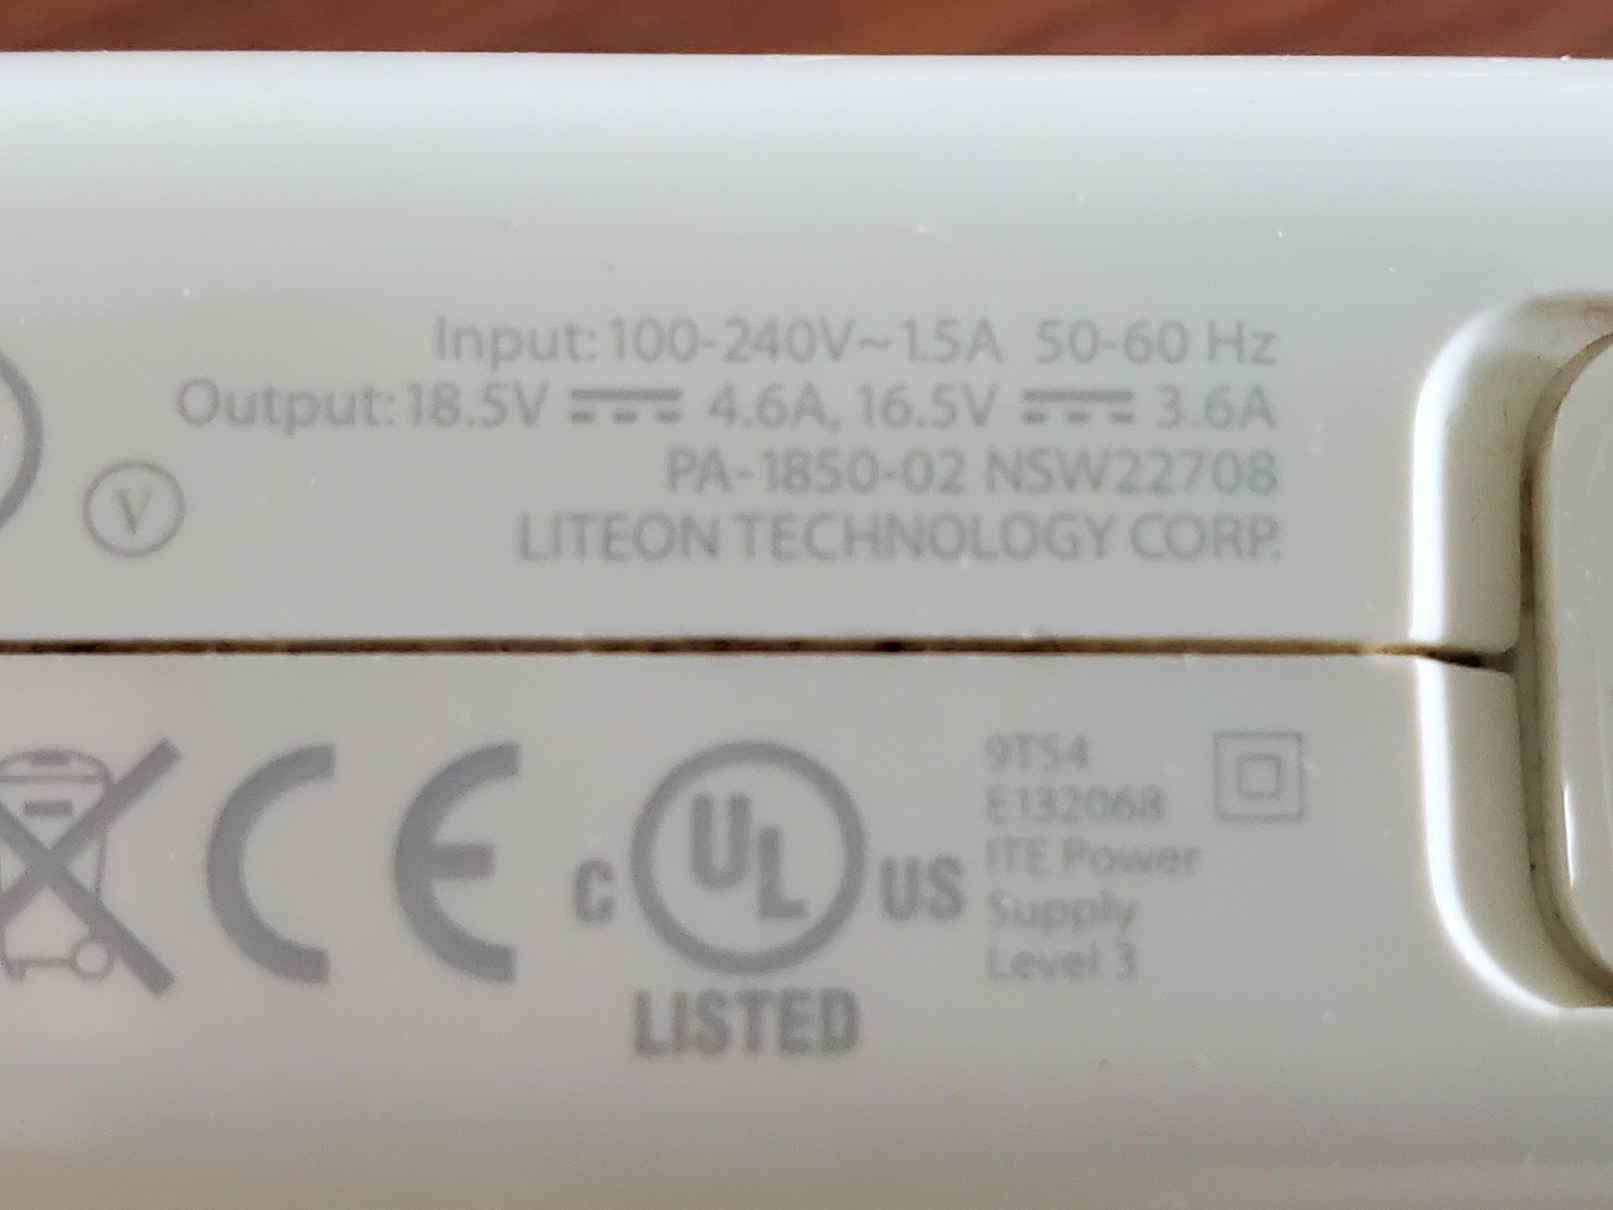 Input: 100-240V~1.5A 50-60 Hz
Output: 18.5V ⎓ 4.6A, 16.5V ⎓ 3.6A
PA-1850-02 NSW22708
LITEON TECHNOLOGY CORP.
V
CE
C UL US
LISTED
9T54
E132068
ITE Power
Supply
Level 3